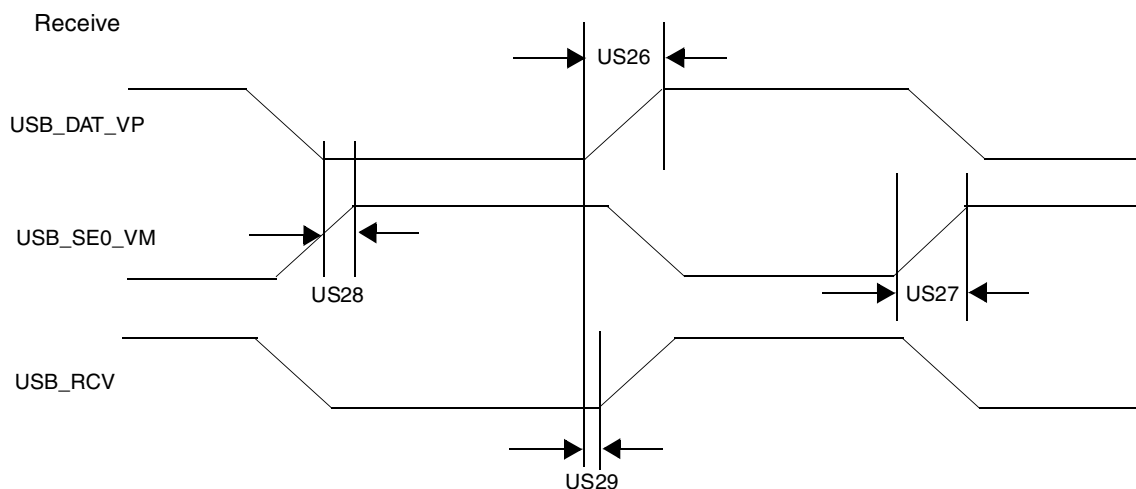 Receive
US26
USB_DAT_VP
USB_SE0_VM
US28
US27
USB_RCV
US29